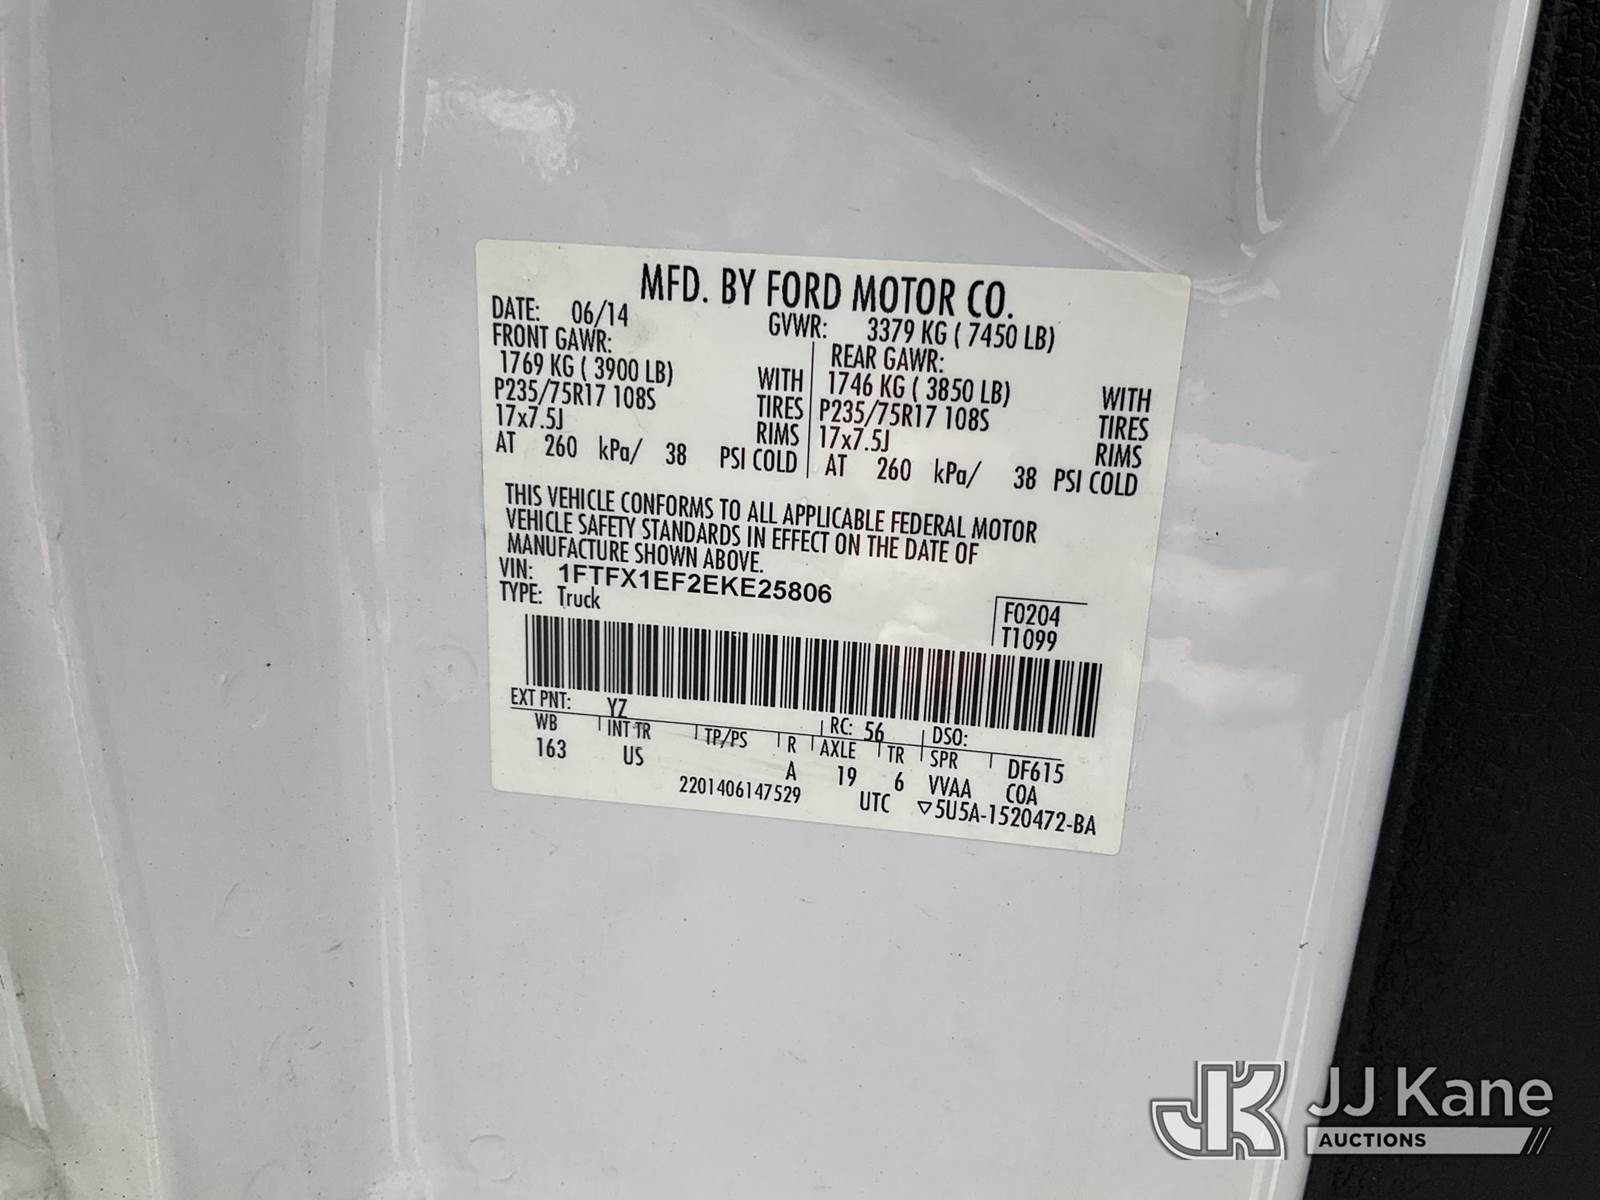 MFD. BY FORD MOTOR CO.
DATE: 06/14 GVWR: 3379 KG ( 7450 LB)
FRONT GAWR: REAR GAWR:
1769 KG ( 3900 LB) WITH 1746 KG ( 3850 LB) WITH
P235/75R17 108S TIRES P235/75R17 108S TIRES
17x7.5J RIMS 17x7.5J RIMS
AT 260 kPa/ 38 PSI COLD AT 260 kPa/ 38 PSI COLD
THIS VEHICLE CONFORMS TO ALL APPLICABLE FEDERAL MOTOR
VEHICLE SAFETY STANDARDS IN EFFECT ON THE DATE OF
MANUFACTURE SHOWN ABOVE.
VIN: 1FTFX1EF2EKE25806
TYPE: Truck F0204
T1099
EXT PNT: YZ RC: 56 DSO:
WB INT TR TP/PS R AXLE TR SPR DF615
163 US A 19 6 VVAA COA
2201406147529 UTC ▽5U5A-1520472-BA
JJ Kane
AUCTIONS